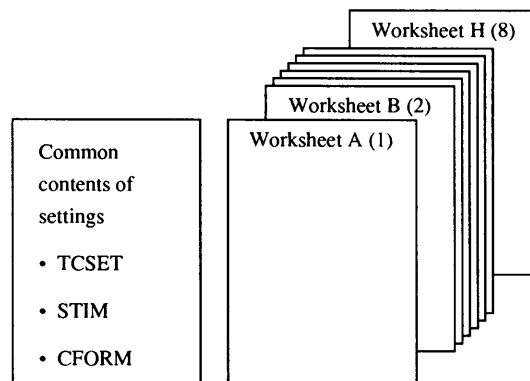 Worksheet H (8)
Worksheet B (2)
Worksheet A (1)
Common
contents of
settings
• TCSET
• STIM
• CFORM